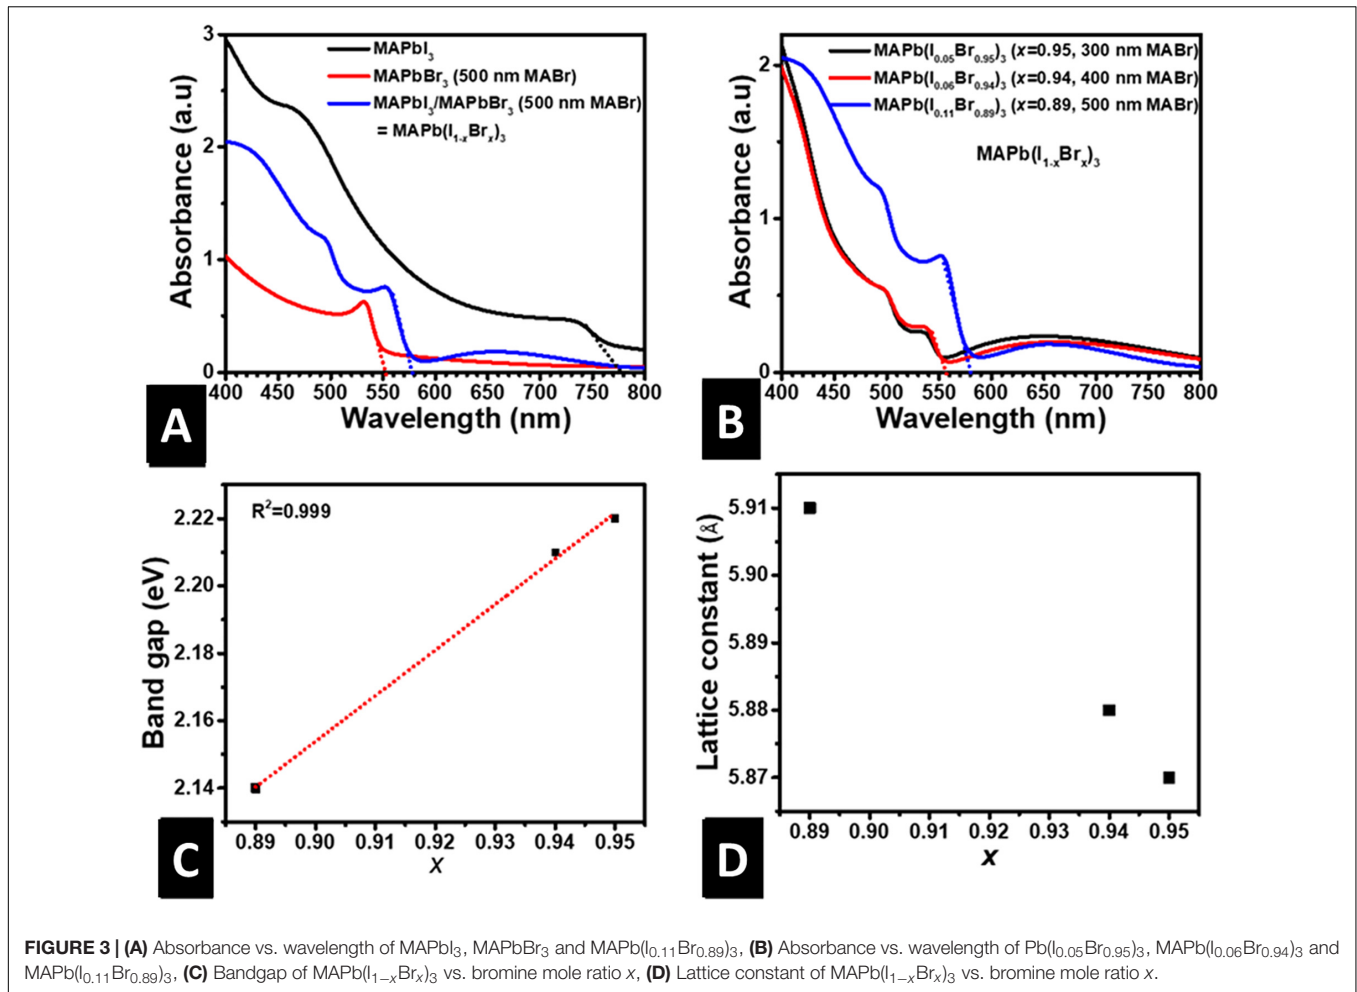 3
2
1
0
400 450 500 550 600 650 700 750 800
Absorbance (a.u)
Wavelength (nm)
MAPbI3
MAPbBr3 (500 nm MABr)
MAPbI3/MAPbBr3 (500 nm MABr)
= MAPb(I1-xBrx)3
A
2
1
0
400 450 500 550 600 650 700 750 800
Absorbance (a.u)
Wavelength (nm)
MAPb(I0.05Br0.95)3 (x=0.95, 300 nm MABr)
MAPb(I0.06Br0.94)3 (x=0.94, 400 nm MABr)
MAPb(I0.11Br0.89)3 (x=0.89, 500 nm MABr)
MAPb(I1-xBrx)3
B
R2=0.999
2.22
2.20
2.18
2.16
2.14
0.89 0.90 0.91 0.92 0.93 0.94 0.95
Band gap (eV)
x
C
5.91
5.90
5.89
5.88
5.87
0.89 0.90 0.91 0.92 0.93 0.94 0.95
Lattice constant (Å)
x
D
FIGURE 3 | (A) Absorbance vs. wavelength of MAPbI3, MAPbBr3 and MAPb(I0.11Br0.89)3, (B) Absorbance vs. wavelength of Pb(I0.05Br0.95)3, MAPb(I0.06Br0.94)3 and
MAPb(I0.11Br0.89)3, (C) Bandgap of MAPb(I1−xBrx)3 vs. bromine mole ratio x, (D) Lattice constant of MAPb(I1−xBrx)3 vs. bromine mole ratio x.